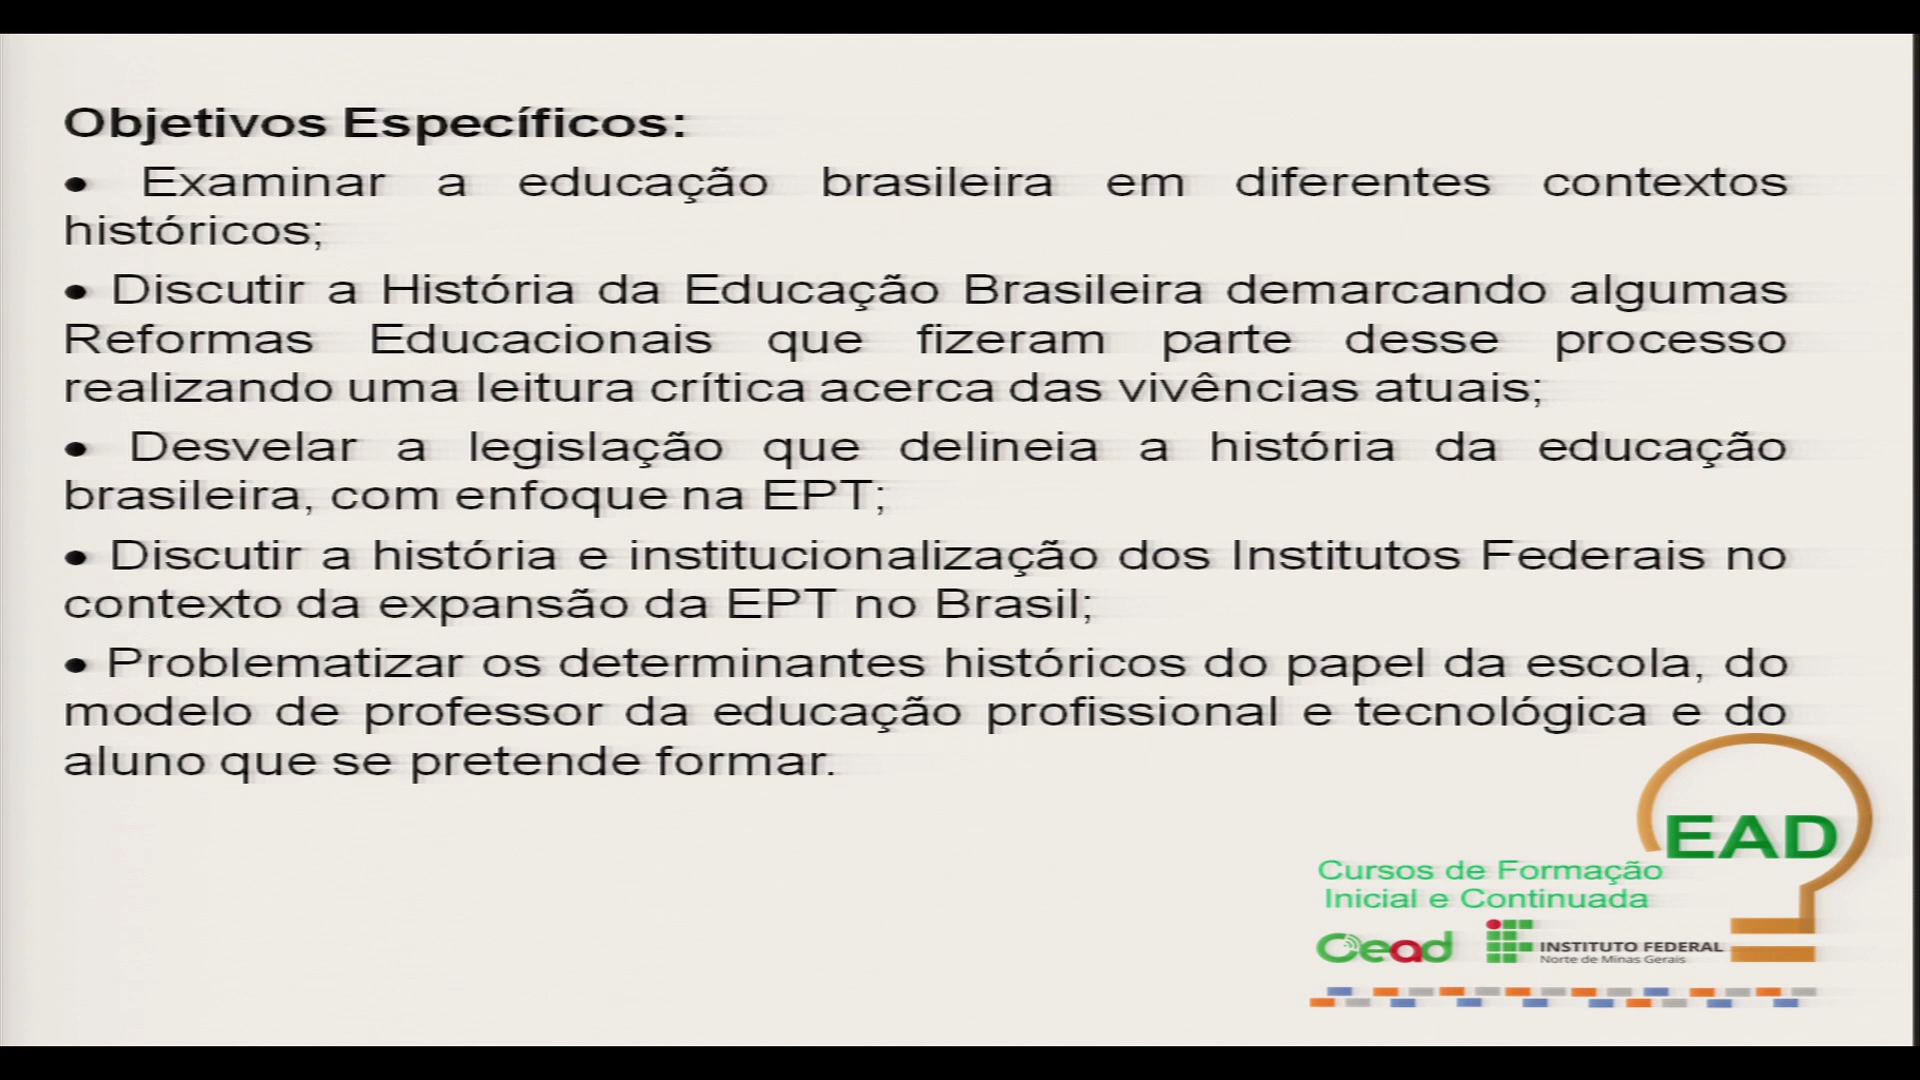 Objetivos Específicos:
• Examinar a educação brasileira em diferentes contextos
históricos;
• Discutir a História da Educação Brasileira demarcando algumas
Reformas Educacionais que fizeram parte desse processo
realizando uma leitura crítica acerca das vivências atuais;
• Desvelar a legislação que delineia a história da educação
brasileira, com enfoque na EPT;
• Discutir a história e institucionalização dos Institutos Federais no
contexto da expansão da EPT no Brasil;
• Problematizar os determinantes históricos do papel da escola, do
modelo de professor da educação profissional e tecnológica e do
aluno que se pretende formar.
EAD
Cursos de Formação
Inicial e Continuada
Cead
INSTITUTO FEDERAL
Norte de Minas Gerais